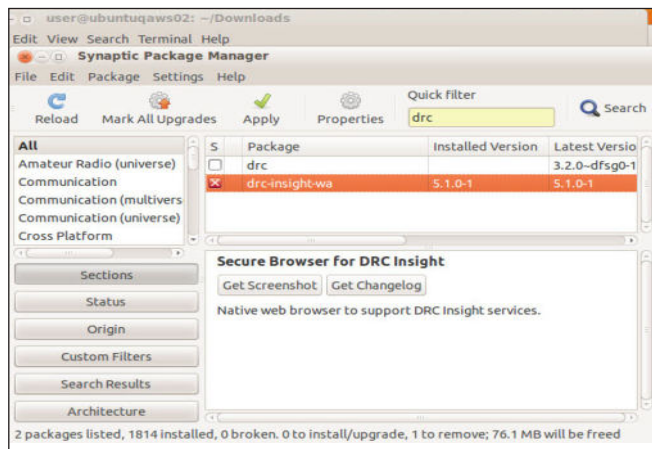 user@ubuntuqaws02: ~/Downloads
Edit View Search Terminal Help
Synaptic Package Manager
File Edit Package Settings Help
Quick filter
Reload Mark All Upgrades Apply Properties drc Search
All
Amateur Radio (universe)
Communication
Communication (multivers
Communication (universe)
Cross Platform
S Package Installed Version Latest Versio
drc 3.2.0~dfsg0-1
drc-insight-wa 5.1.0-1 5.1.0-1
Sections
Status
Origin
Custom Filters
Search Results
Architecture
Secure Browser for DRC Insight
Get Screenshot Get Changelog
Native web browser to support DRC Insight services.
2 packages listed, 1814 installed, 0 broken. 0 to install/upgrade, 1 to remove; 76.1 MB will be freed